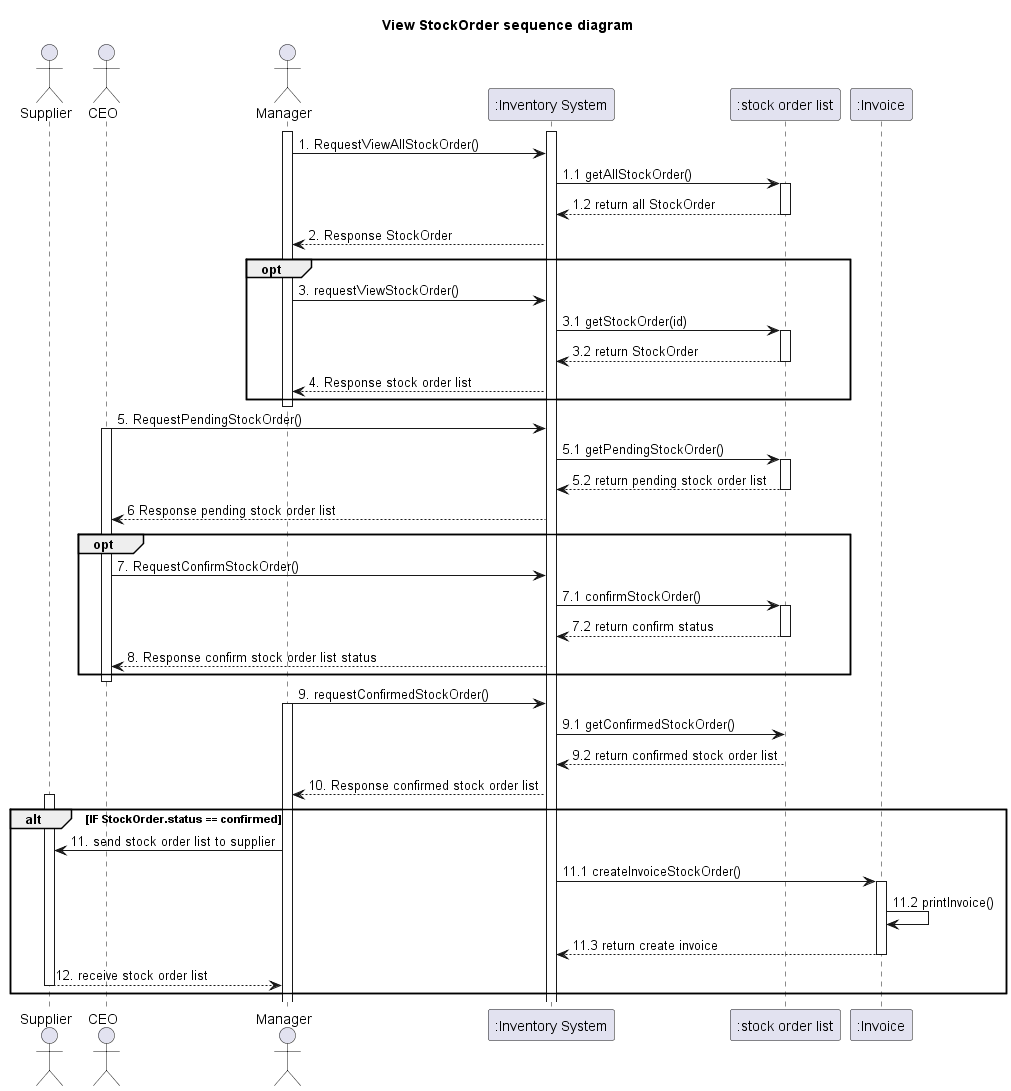 View StockOrder sequence diagram
Supplier
CEO
Manager
:Inventory System
:stock order list
:Invoice
1. RequestViewAllStockOrder()
1.1 getAllStockOrder()
1.2 return all StockOrder
2. Response StockOrder
opt
3. requestViewStockOrder()
3.1 getStockOrder(id)
3.2 return StockOrder
4. Response stock order list
5. RequestPendingStockOrder()
5.1 getPendingStockOrder()
5.2 return pending stock order list
6 Response pending stock order list
opt
7. RequestConfirmStockOrder()
7.1 confirmStockOrder()
7.2 return confirm status
8. Response confirm stock order list status
9. requestConfirmedStockOrder()
9.1 getConfirmedStockOrder()
9.2 return confirmed stock order list
10. Response confirmed stock order list
alt
[IF StockOrder.status == confirmed]
11. send stock order list to supplier
11.1 createInvoiceStockOrder()
11.2 printInvoice()
11.3 return create invoice
12. receive stock order list
Supplier
CEO
Manager
:Inventory System
:stock order list
:Invoice